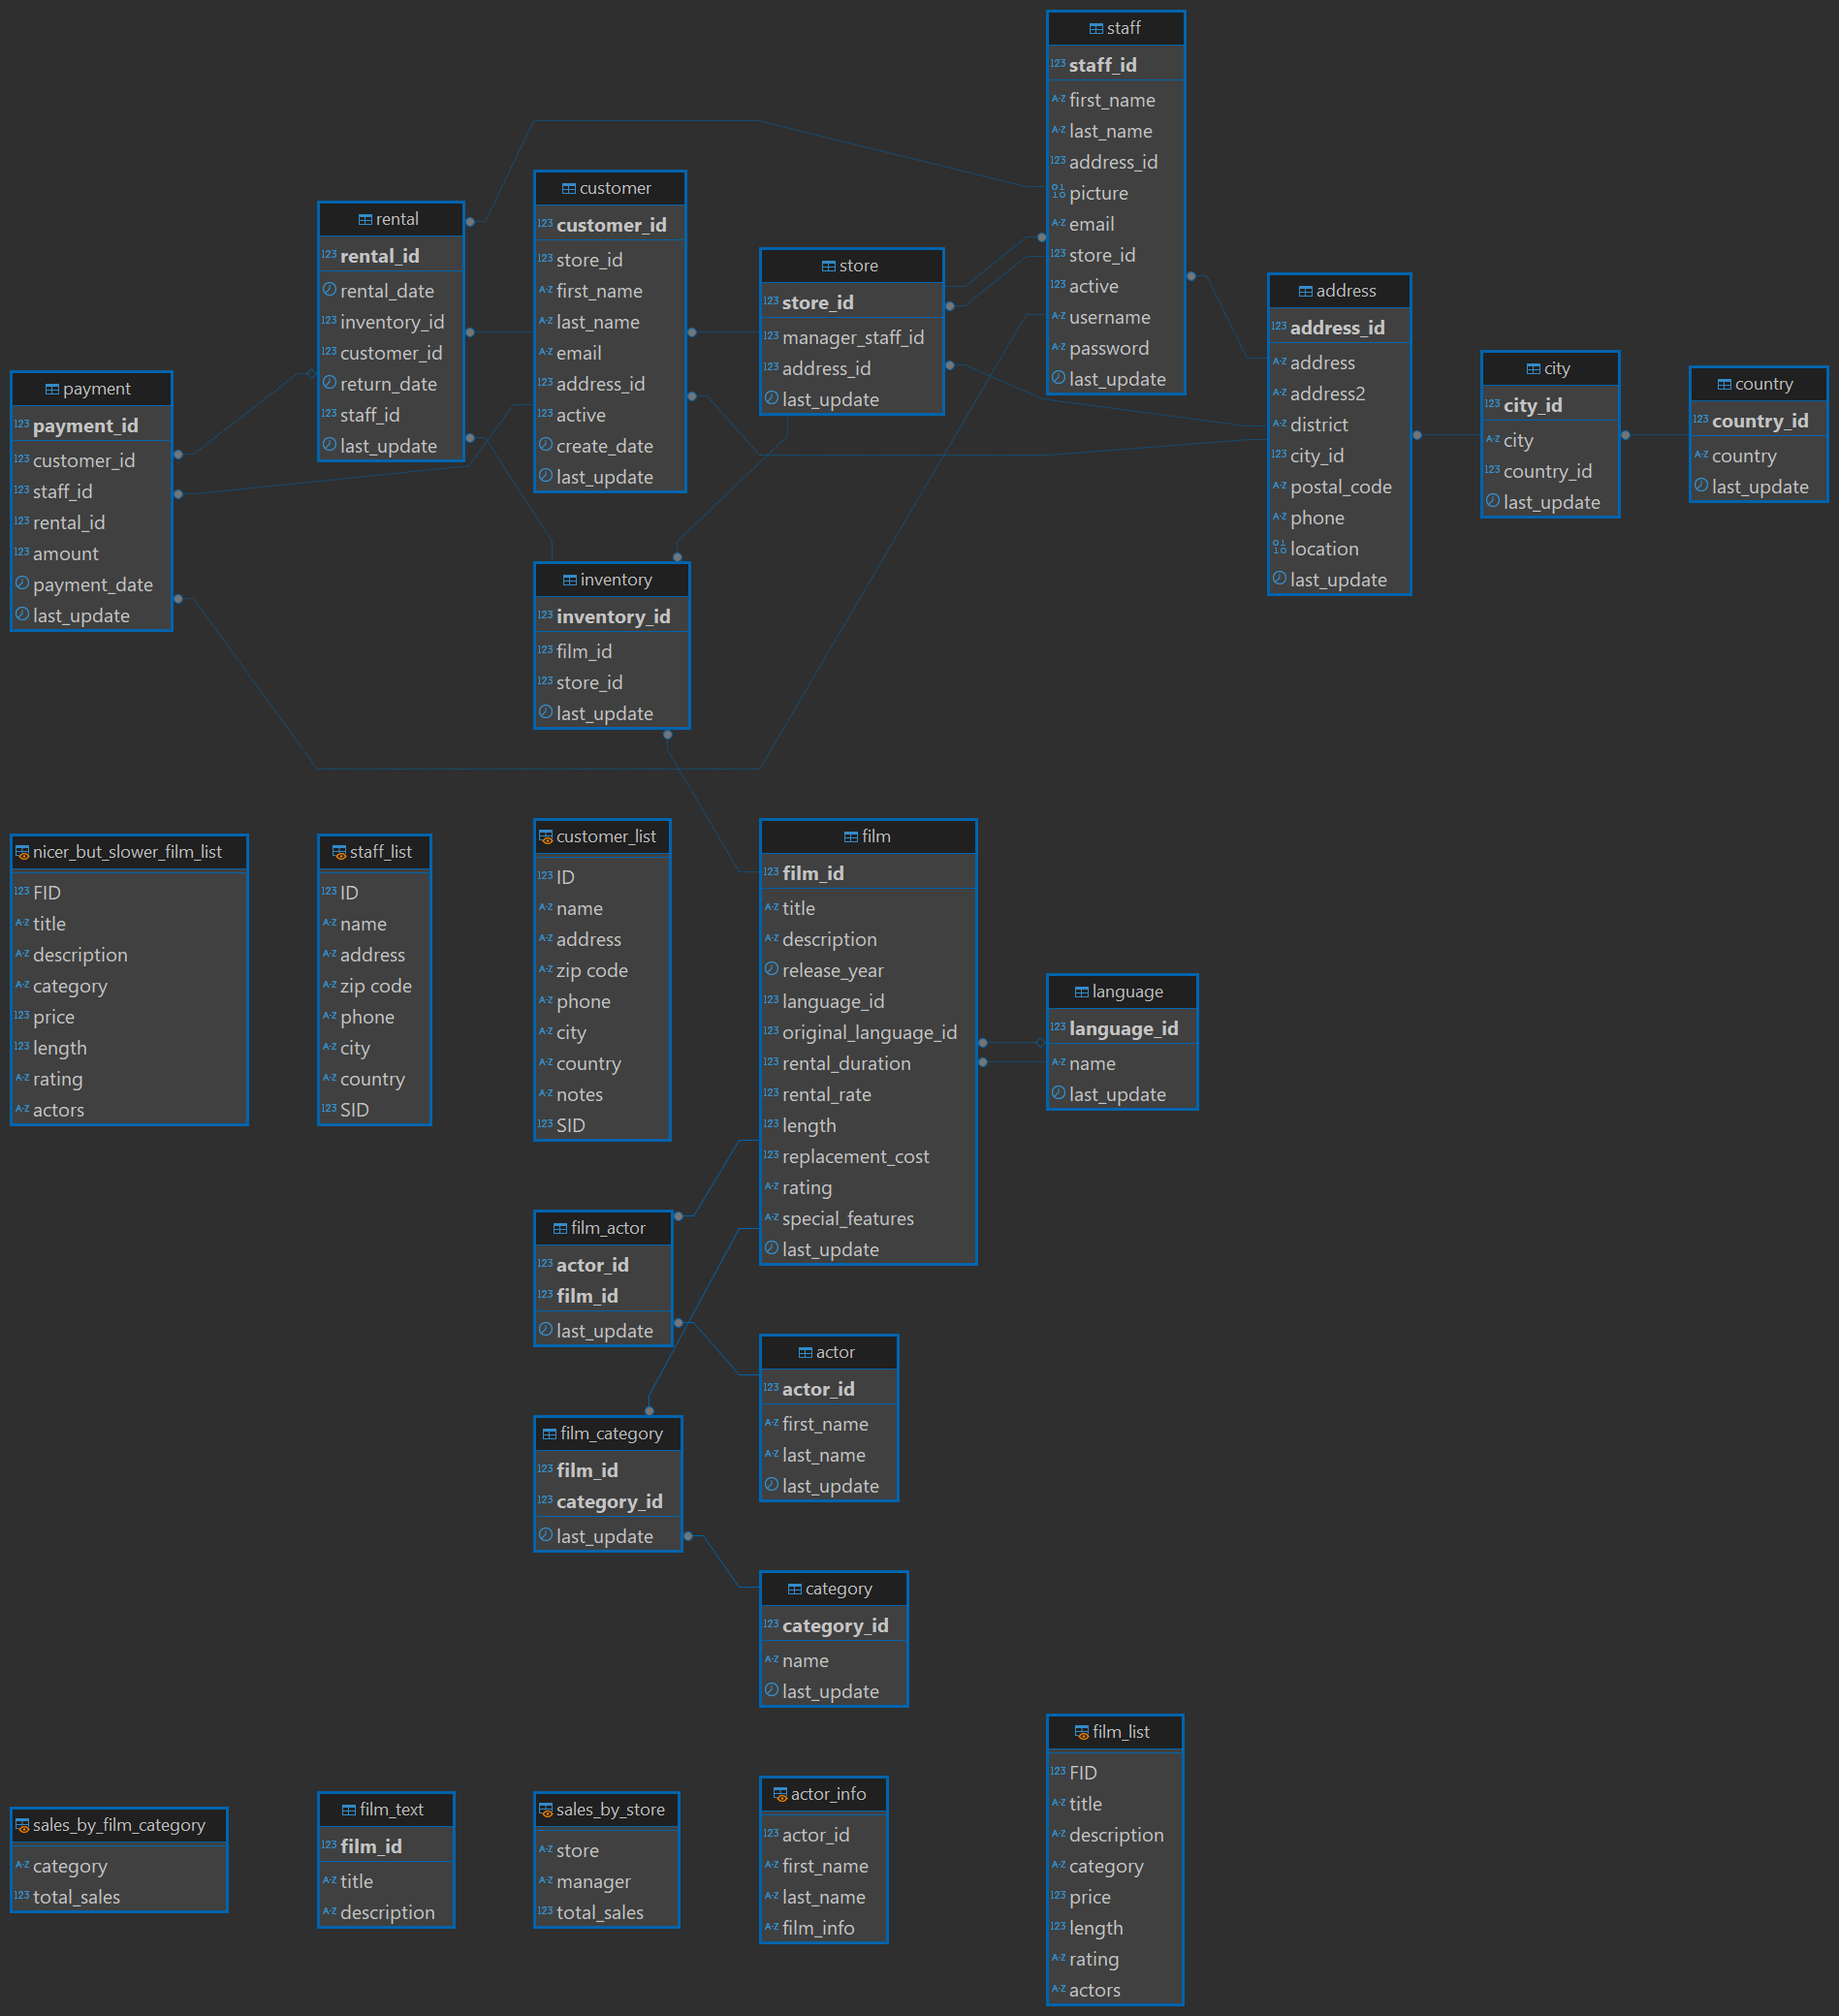 staff
123 staff_id
A-Z first_name
A-Z last_name
123 address_id
picture
A-Z email
123 store_id
123 active
A-Z username
A-Z password
last_update
customer
123 customer_id
123 store_id
A-Z first_name
A-Z last_name
A-Z email
123 address_id
123 active
create_date
last_update
rental
123 rental_id
rental_date
123 inventory_id
123 customer_id
return_date
123 staff_id
last_update
store
123 store_id
123 manager_staff_id
123 address_id
last_update
address
123 address_id
A-Z address
A-Z address2
A-Z district
123 city_id
A-Z postal_code
A-Z phone
location
last_update
city
123 city_id
A-Z city
123 country_id
last_update
country
123 country_id
A-Z country
last_update
payment
123 payment_id
123 customer_id
123 staff_id
123 rental_id
123 amount
payment_date
last_update
inventory
123 inventory_id
123 film_id
123 store_id
last_update
nicer_but_slower_film_list
123 FID
A-Z title
A-Z description
A-Z category
123 price
123 length
A-Z rating
A-Z actors
staff_list
123 ID
A-Z name
A-Z address
A-Z zip code
A-Z phone
A-Z city
A-Z country
123 SID
customer_list
123 ID
A-Z name
A-Z address
A-Z zip code
A-Z phone
A-Z city
A-Z country
A-Z notes
123 SID
film
123 film_id
A-Z title
A-Z description
release_year
123 language_id
123 original_language_id
123 rental_duration
123 rental_rate
123 length
123 replacement_cost
A-Z rating
A-Z special_features
last_update
language
123 language_id
A-Z name
last_update
film_actor
123 actor_id
123 film_id
last_update
actor
123 actor_id
A-Z first_name
A-Z last_name
last_update
film_category
123 film_id
123 category_id
last_update
category
123 category_id
A-Z name
last_update
film_list
123 FID
A-Z title
A-Z description
A-Z category
123 price
123 length
A-Z rating
A-Z actors
sales_by_film_category
A-Z category
123 total_sales
film_text
123 film_id
A-Z title
A-Z description
sales_by_store
A-Z store
A-Z manager
123 total_sales
actor_info
123 actor_id
A-Z first_name
A-Z last_name
A-Z film_info